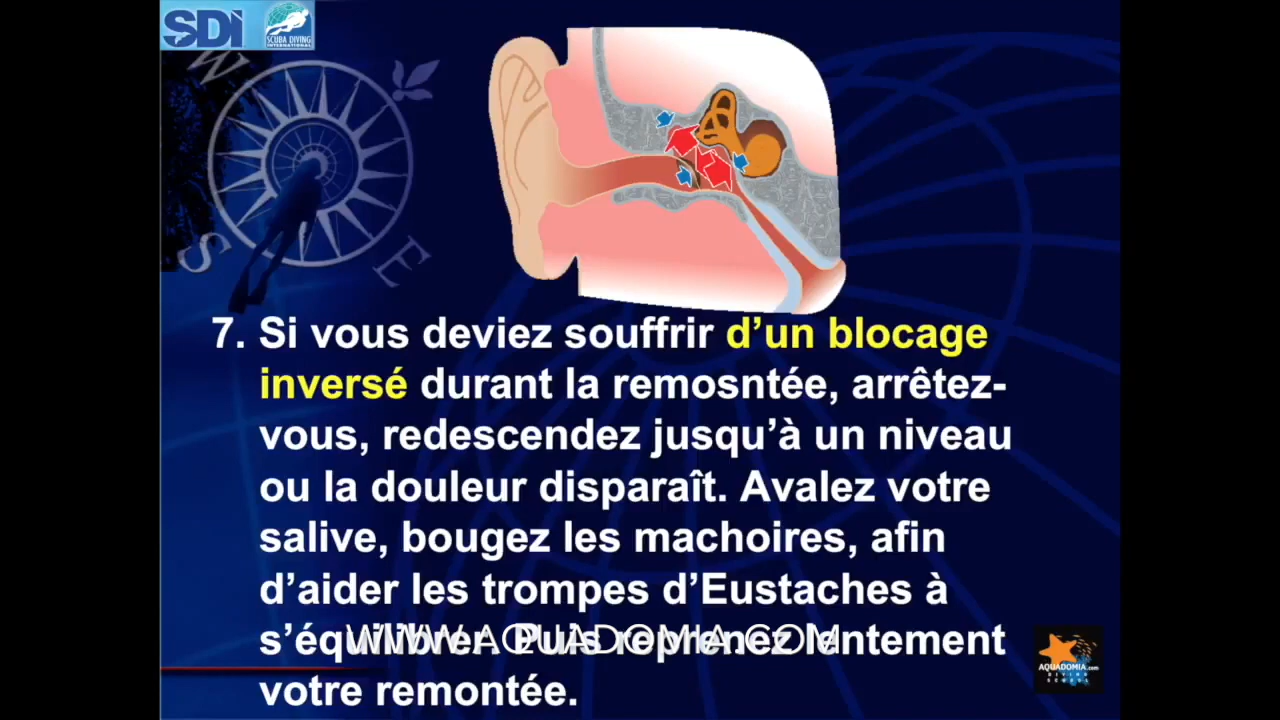 SDI
SCUBA DIVING
INTERNATIONAL
W
S
E
7. Si vous deviez souffrir d’un blocage
inversé durant la remosntée, arrêtez-
vous, redescendez jusqu’à un niveau
ou la douleur disparaît. Avalez votre
salive, bougez les machoires, afin
d’aider les trompes d’Eustaches à
s’équilibrer. Puis reprenez lentement
WWW.AQUADOMIA.COM
votre remontée.
AQUADOMIA.com
DIVING
SCHOOL